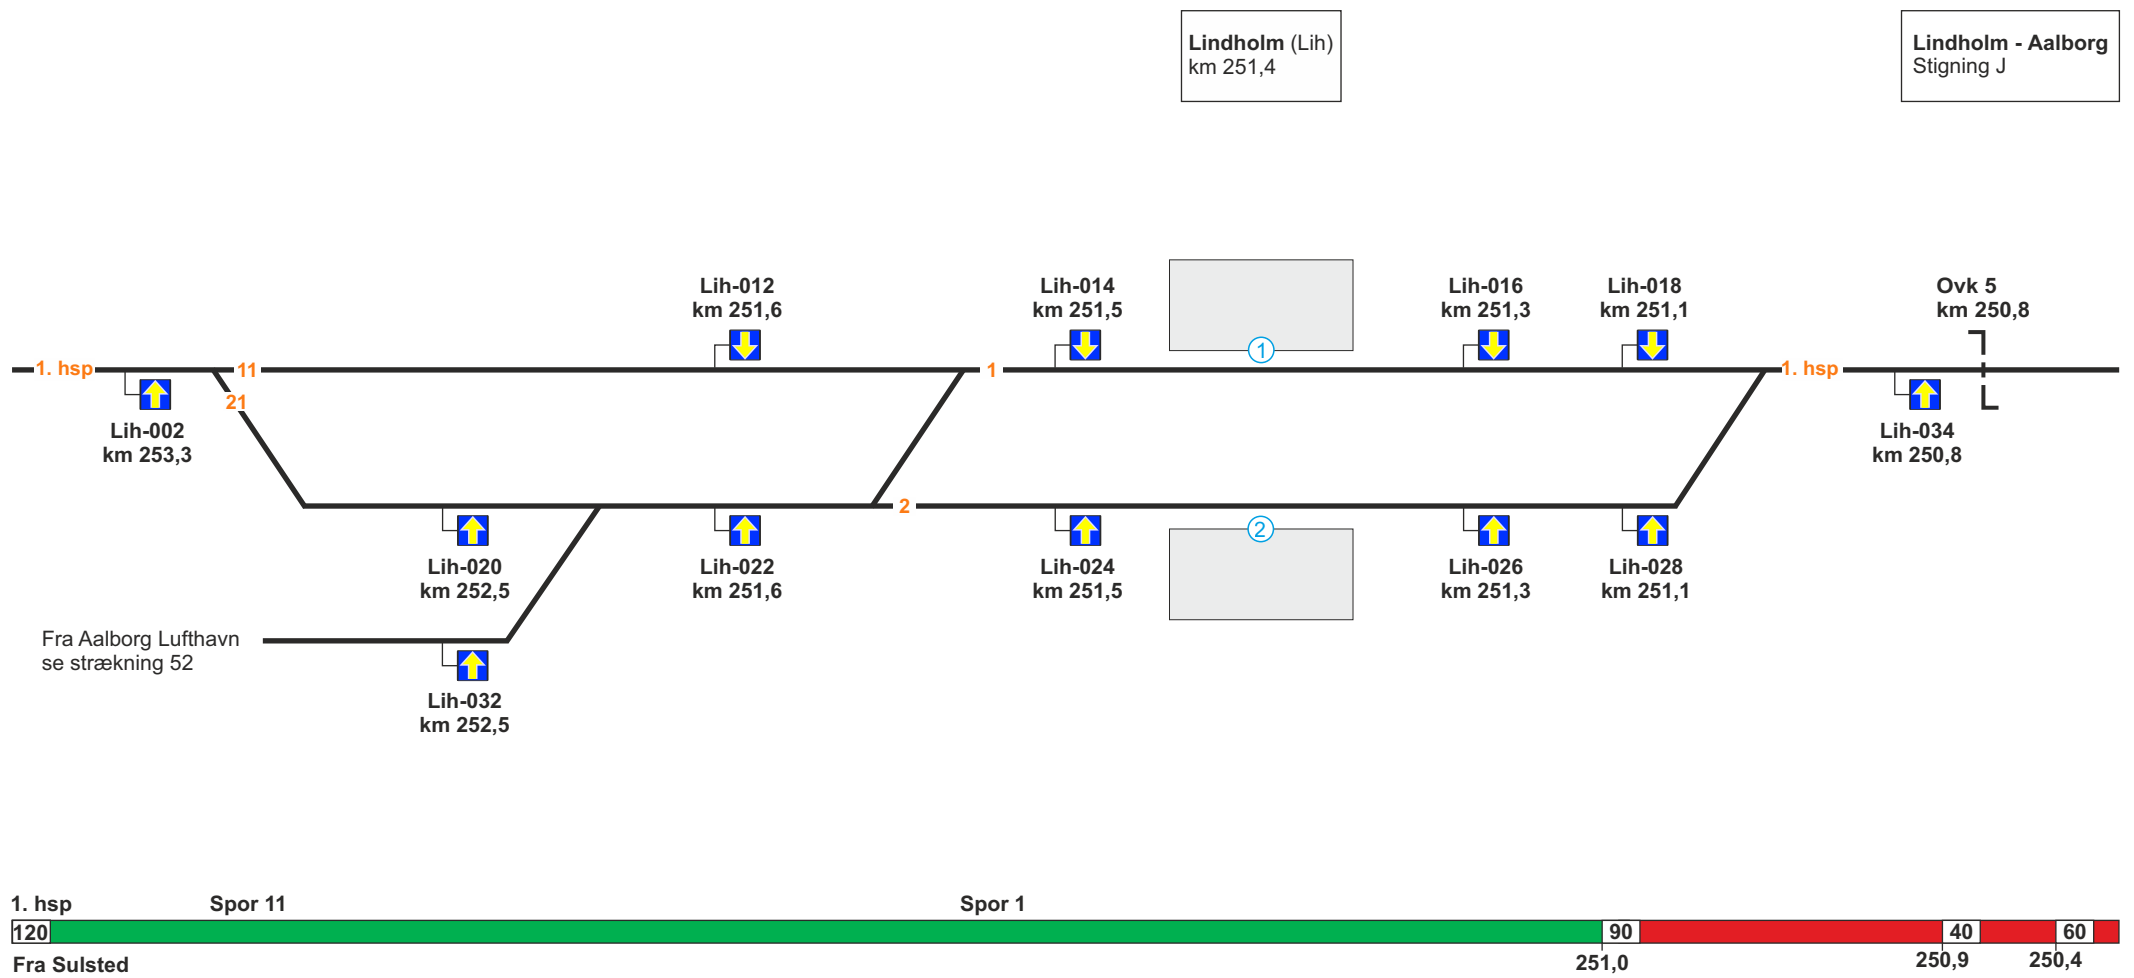 Lindholm (Lih)
km 251,4
Lindholm - Aalborg
Stigning J
Lih-012
km 251,6
Lih-014
km 251,5
Lih-016
km 251,3
Lih-018
km 251,1
Ovk 5
km 250,8
1
1. hsp
11
1
1. hsp
21
Lih-002
km 253,3
Lih-034
km 250,8
2
2
Lih-020
km 252,5
Lih-022
km 251,6
Lih-024
km 251,5
Lih-026
km 251,3
Lih-028
km 251,1
Fra Aalborg Lufthavn
se strækning 52
Lih-032
km 252,5
1. hsp
Spor 11
Spor 1
120
90
40
60
Fra Sulsted
251,0
250,9
250,4